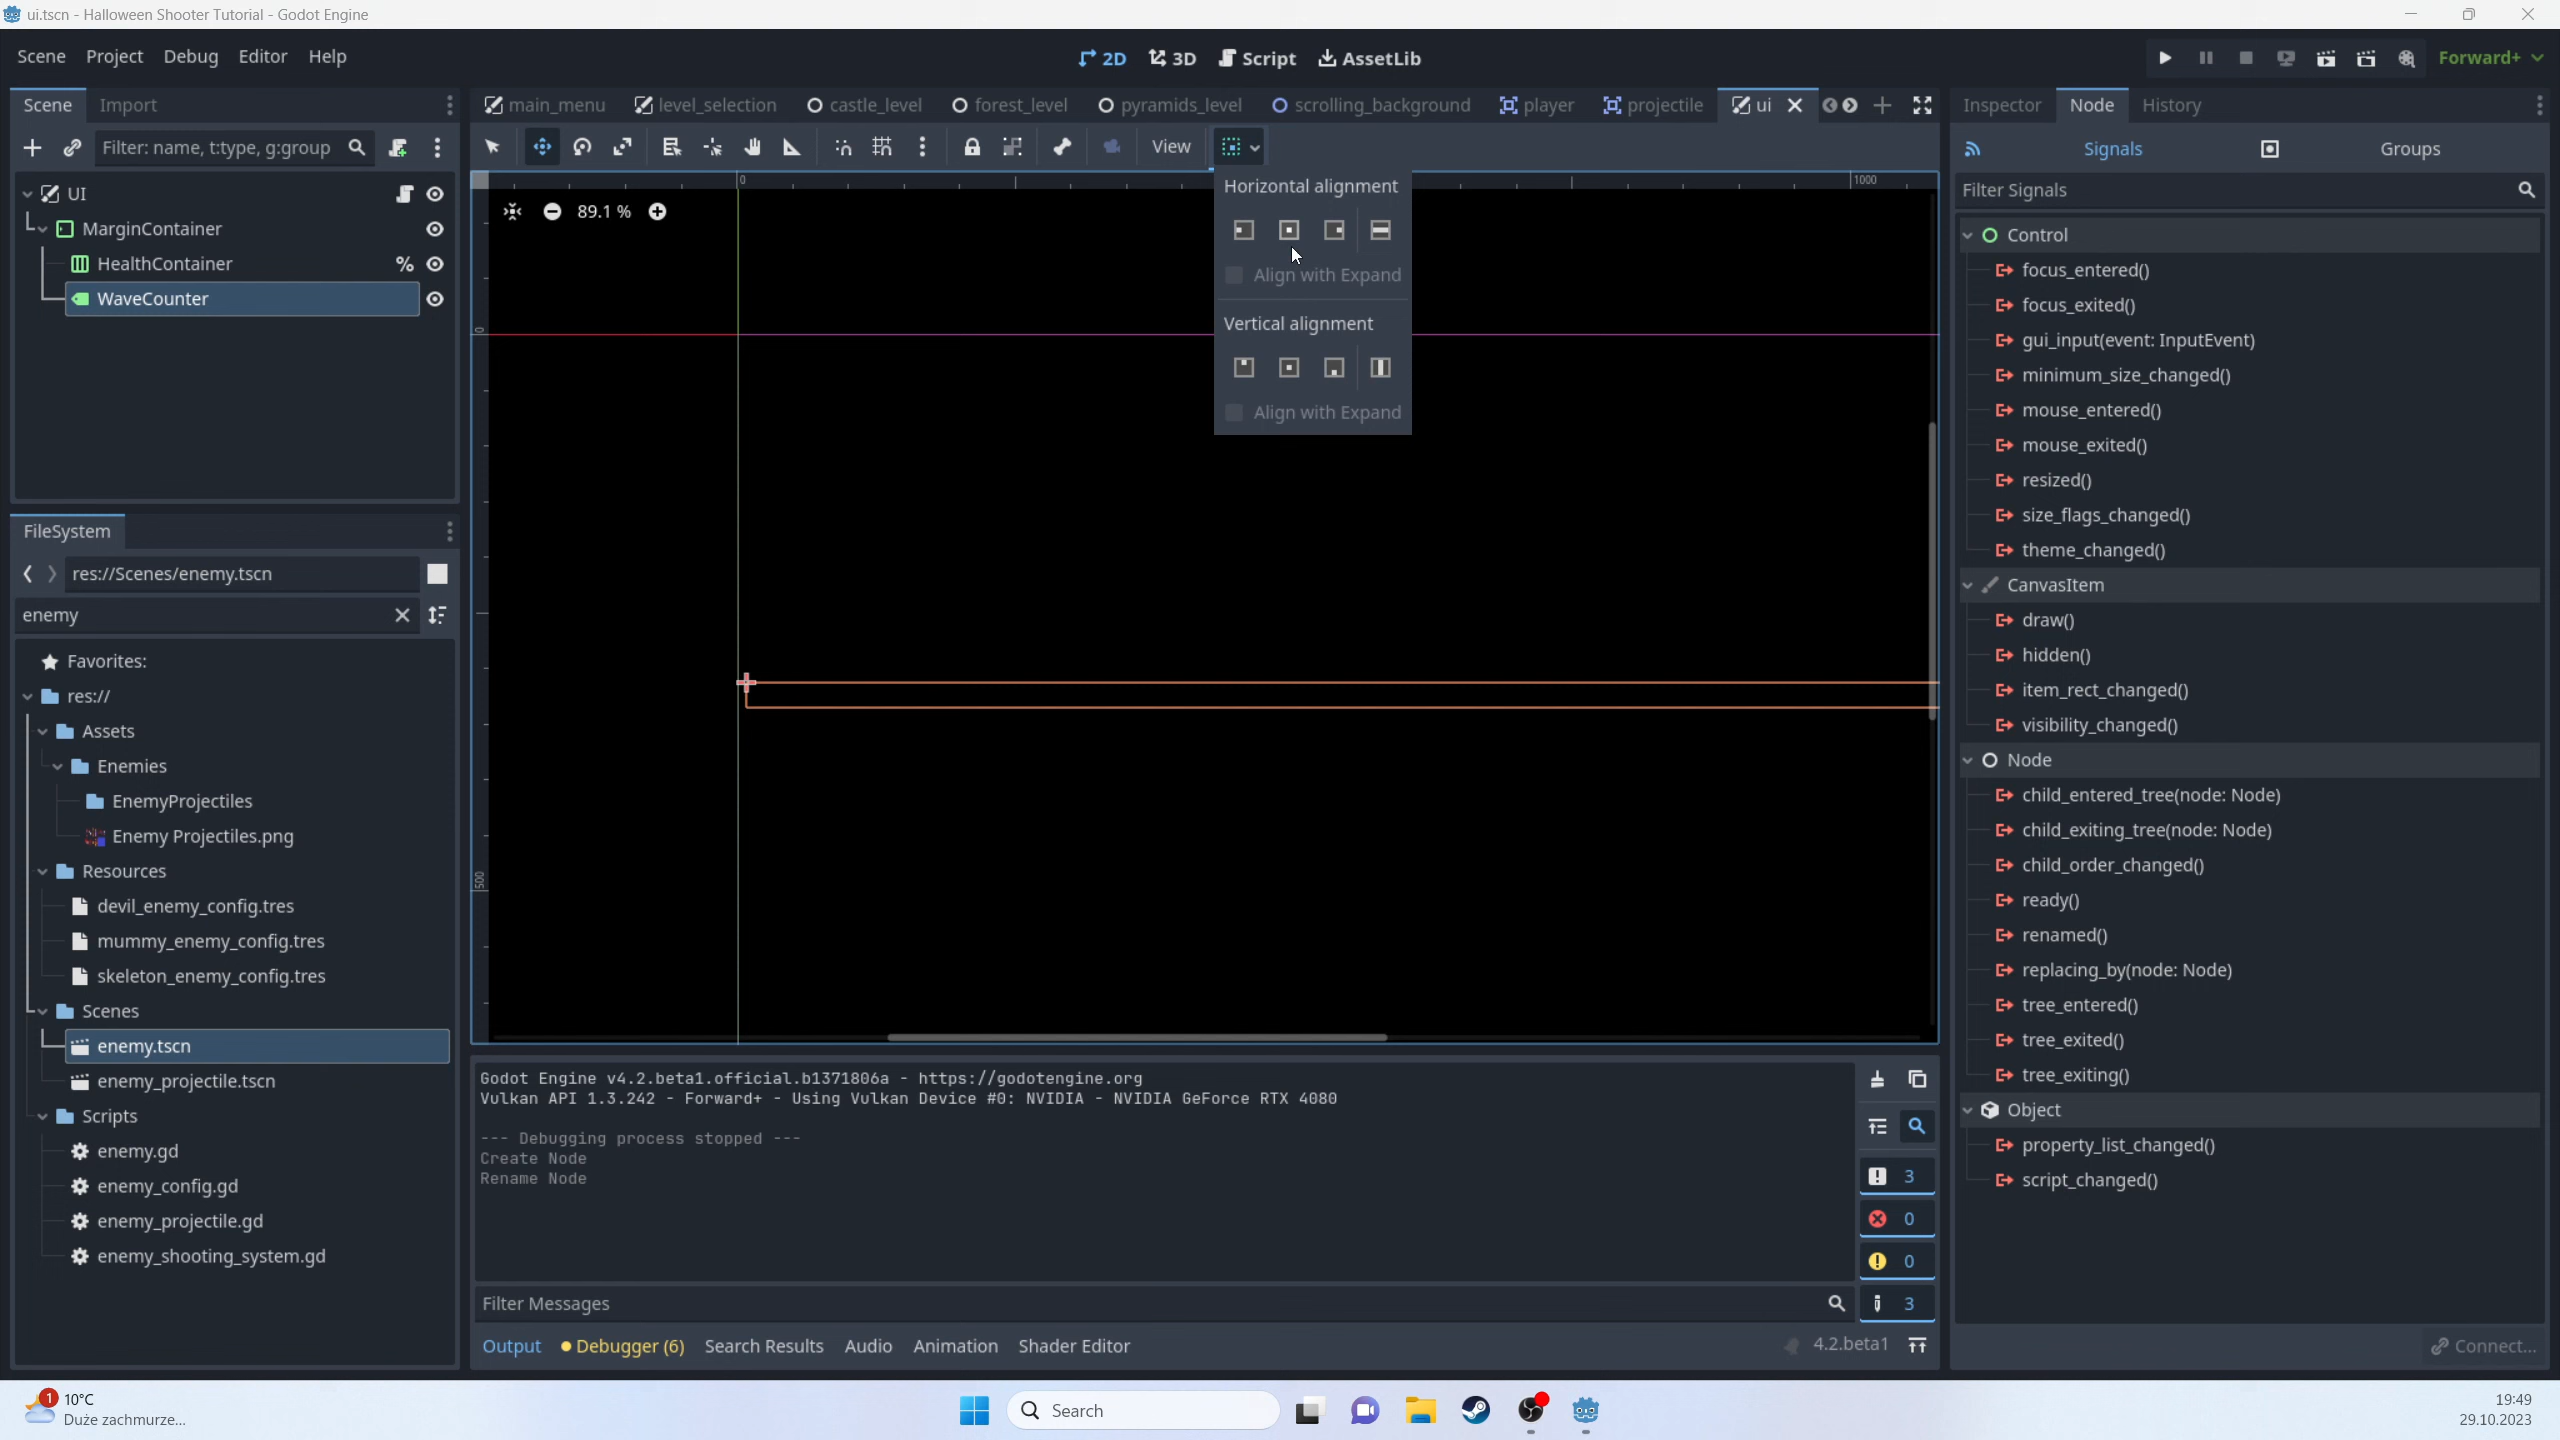 ui.tscn - Halloween Shooter Tutorial - Godot Engine
Scene Project Debug Editor Help
2D 3D Script AssetLib
Forward+
Scene Import
main_menu level_selection castle_level forest_level pyramids_level scrolling_background player projectile ui
Inspector Node History
Filter: name, t:type, g:group
View
Signals Groups
Filter Signals
UI
MarginContainer
HealthContainer %
WaveCounter
0 1000
89.1 %
0
500
Horizontal alignment
Align with Expand
Vertical alignment
Align with Expand
FileSystem
res://Scenes/enemy.tscn
enemy
Favorites:
res://
Assets
Enemies
EnemyProjectiles
Enemy Projectiles.png
Resources
devil_enemy_config.tres
mummy_enemy_config.tres
skeleton_enemy_config.tres
Scenes
enemy.tscn
enemy_projectile.tscn
Scripts
enemy.gd
enemy_config.gd
enemy_projectile.gd
enemy_shooting_system.gd
Godot Engine v4.2.beta1.official.b1371806a - https://godotengine.org
Vulkan API 1.3.242 - Forward+ - Using Vulkan Device #0: NVIDIA - NVIDIA GeForce RTX 4080
--- Debugging process stopped ---
Create Node
Rename Node
3
0
0
3
Filter Messages
Output Debugger (6) Search Results Audio Animation Shader Editor
4.2.beta1
Control
focus_entered()
focus_exited()
gui_input(event: InputEvent)
minimum_size_changed()
mouse_entered()
mouse_exited()
resized()
size_flags_changed()
theme_changed()
CanvasItem
draw()
hidden()
item_rect_changed()
visibility_changed()
Node
child_entered_tree(node: Node)
child_exiting_tree(node: Node)
child_order_changed()
ready()
renamed()
replacing_by(node: Node)
tree_entered()
tree_exited()
tree_exiting()
Object
property_list_changed()
script_changed()
Connect...
1
10°C
Duże zachmurze...
Search
19:49
29.10.2023